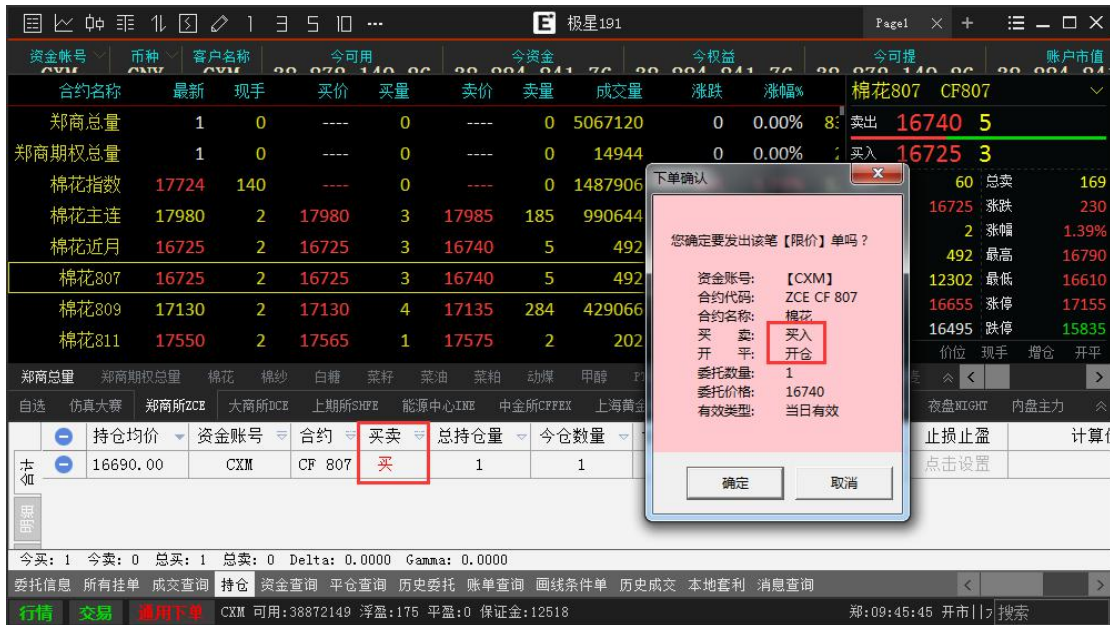 极星191 Page1
资金帐号 币种 客户名称 今可用 今资金 今权益 今可提 账户市值
合约名称 最新 现手 买价 买量 卖价 卖量 成交量 涨跌 涨幅%
郑商总量 1 0 ---- 0 ---- 0 5067120 0 0.00%
郑商期权总量 1 0 ---- 0 ---- 0 14944 0 0.00%
棉花指数 17724 140 ---- 0 ---- 0 1487906
棉花主连 17980 2 17980 3 17985 185 990644
棉花近月 16725 2 16725 3 16740 5 492
棉花807 16725 2 16725 3 16740 5 492
棉花809 17130 2 17130 4 17135 284 429066
棉花811 17550 2 17565 1 17575 2 202
棉花807 CF807
卖出 16740 5
买入 16725 3
60 总卖 169
16725 涨跌 230
2 涨幅 1.39%
492 最高 16790
12302 最低 16610
16655 涨停 17155
16495 跌停 15835
价位 现手 增仓 开平
下单确认
您确定要发出该笔【限价】单吗？
资金账号: 【CXM】
合约代码: ZCE CF 807
合约名称: 棉花
买 卖: 买入
开 平: 开仓
委托数量: 1
委托价格: 16740
有效类型: 当日有效
确定 取消
郑商总量 郑商期权总量 棉花 棉纱 白糖 菜籽 菜油 菜粕 动煤 甲醇
自选 仿真大赛 郑商所ZCE 大商所DCE 上期所SHFE 能源中心INE 中金所CFFEX 上海黄金 夜盘NIGHT 内盘主力
持仓均价 资金账号 合约 买卖 总持仓量 今仓数量 止损止盈
16690.00 CXM CF 807 买 1 1 点击设置
今买: 1 今卖: 0 总买: 1 总卖: 0 Delta: 0.0000 Gamma: 0.0000
委托信息 所有挂单 成交查询 持仓 资金查询 平仓查询 历史委托 账单查询 画线条件单 历史成交 本地套利 消息查询
行情 交易 通用下单 CXM 可用:38872149 浮盈:175 平盈:0 保证金:12518 郑:09:45:45 开市 搜索